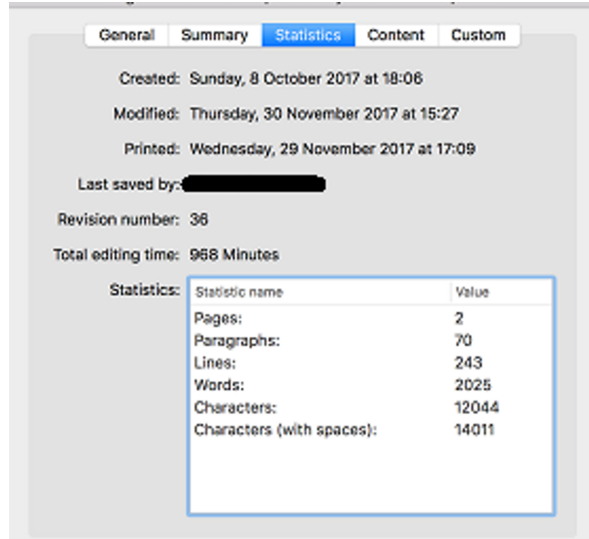 General Summary Statistics Content Custom
Created: Sunday, 8 October 2017 at 18:06
Modified: Thursday, 30 November 2017 at 15:27
Printed: Wednesday, 29 November 2017 at 17:09
Last saved by:
Revision number: 36
Total editing time: 968 Minutes
Statistics: Statistic name Value
Pages: 2
Paragraphs: 70
Lines: 243
Words: 2025
Characters: 12044
Characters (with spaces): 14011